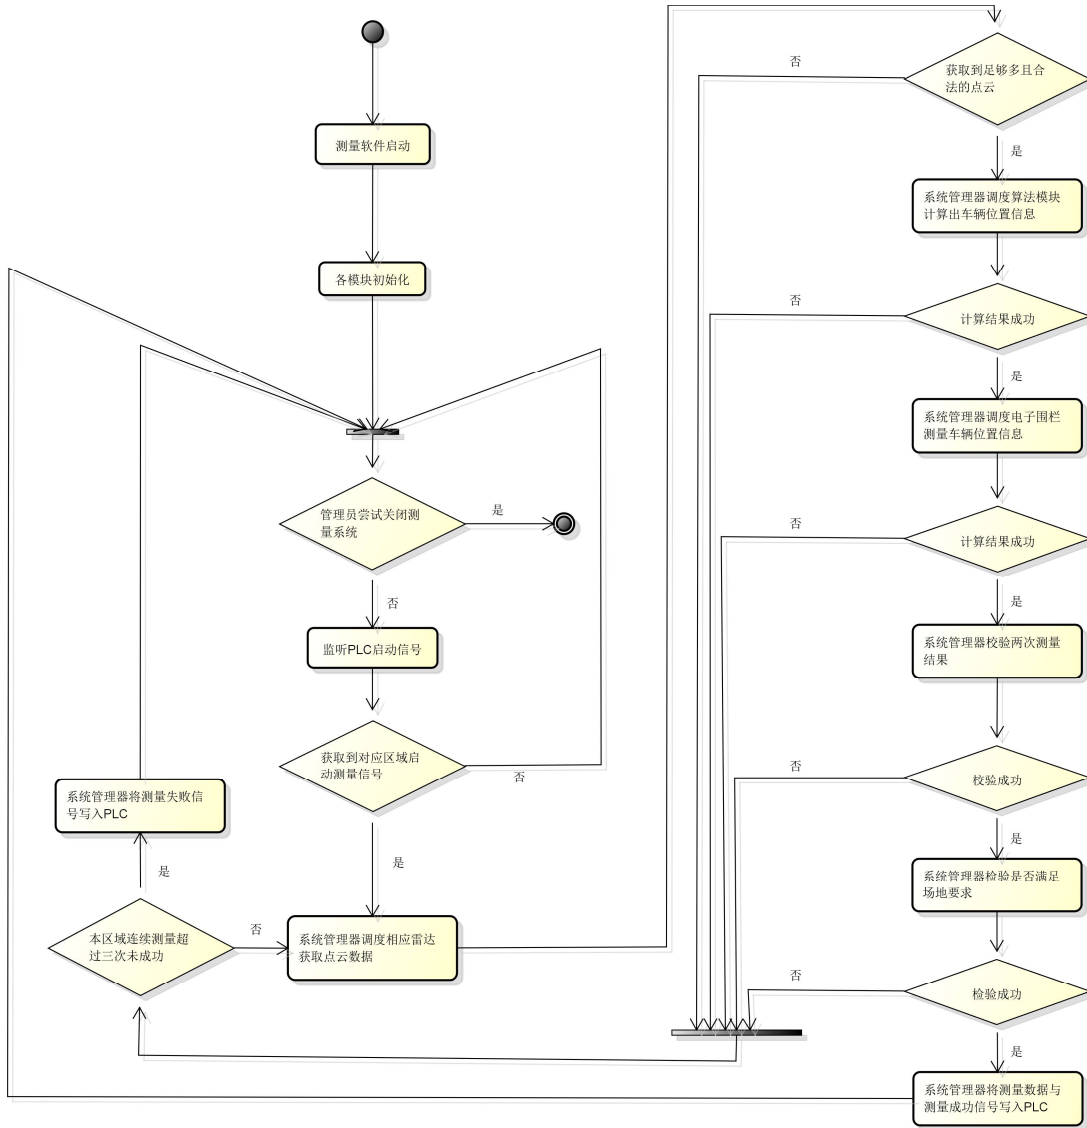 测量软件启动
各模块初始化
管理员尝试关闭测
量系统
是
否
监听PLC启动信号
获取到对应区域启
动测量信号
否
是
系统管理器调度相应雷达
获取点云数据
系统管理器将测量失败信
号写入PLC
是
本区域连续测量超
过三次未成功
否
获取到足够多且合
法的点云
否
是
系统管理器调度算法模块
计算出车辆位置信息
计算结果成功
否
是
系统管理器调度电子围栏
测量车辆位置信息
计算结果成功
否
是
系统管理器校验两次测量
结果
校验成功
否
是
系统管理器检验是否满足
场地要求
检验成功
否
是
系统管理器将测量数据与
测量成功信号写入PLC